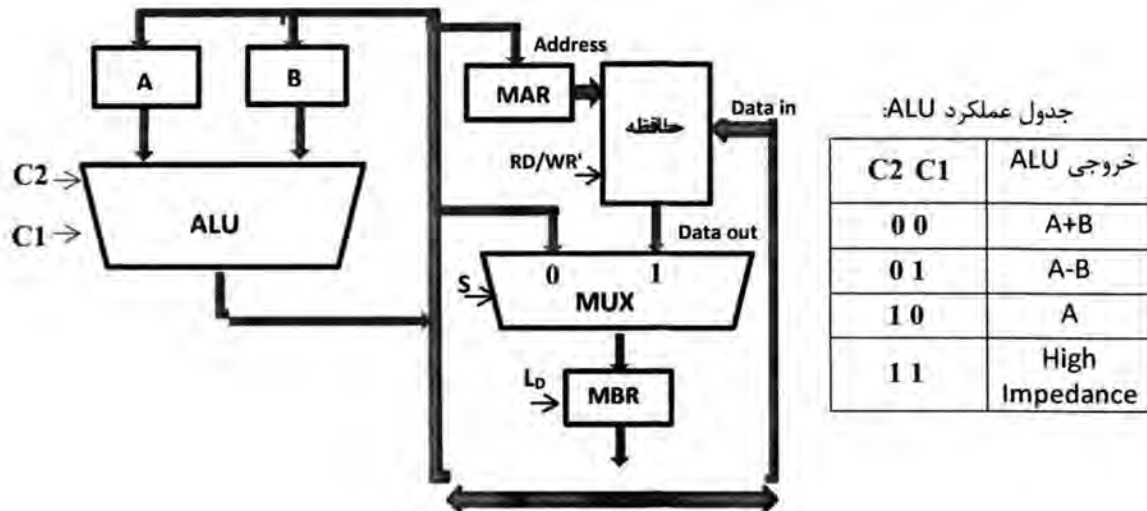 A
B
C2
C1
ALU
MAR
Address
حافظه
Data in
RD/WR'
Data out
0 1
S
MUX
LD
MBR
جدول عملکرد ALU:
C2 C1 خروجی ALU
0 0 A+B
0 1 A-B
1 0 A
1 1 High
Impedance